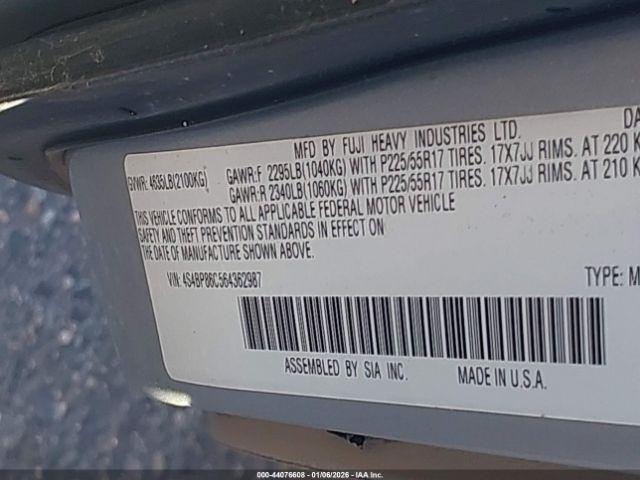 MFD BY FUJI HEAVY INDUSTRIES LTD. DA
GVWR: 4635LB(2100KG) GAWR:F 2295LB(1040KG) WITH P225/55R17 TIRES. 17X7JJ RIMS. AT 220 K
GAWR:R 2340LB(1060KG) WITH P225/55R17 TIRES. 17X7JJ RIMS. AT 210 K
THIS VEHICLE CONFORMS TO ALL APPLICABLE FEDERAL MOTOR VEHICLE
SAFETY AND THEFT PREVENTION STANDARDS IN EFFECT ON
THE DATE OF MANUFACTURE SHOWN ABOVE.
VIN: 4S4BP86C564362987 TYPE: M
ASSEMBLED BY SIA INC. MADE IN U.S.A.
000-44076608 | 01/06/2026 | © IAA Inc.